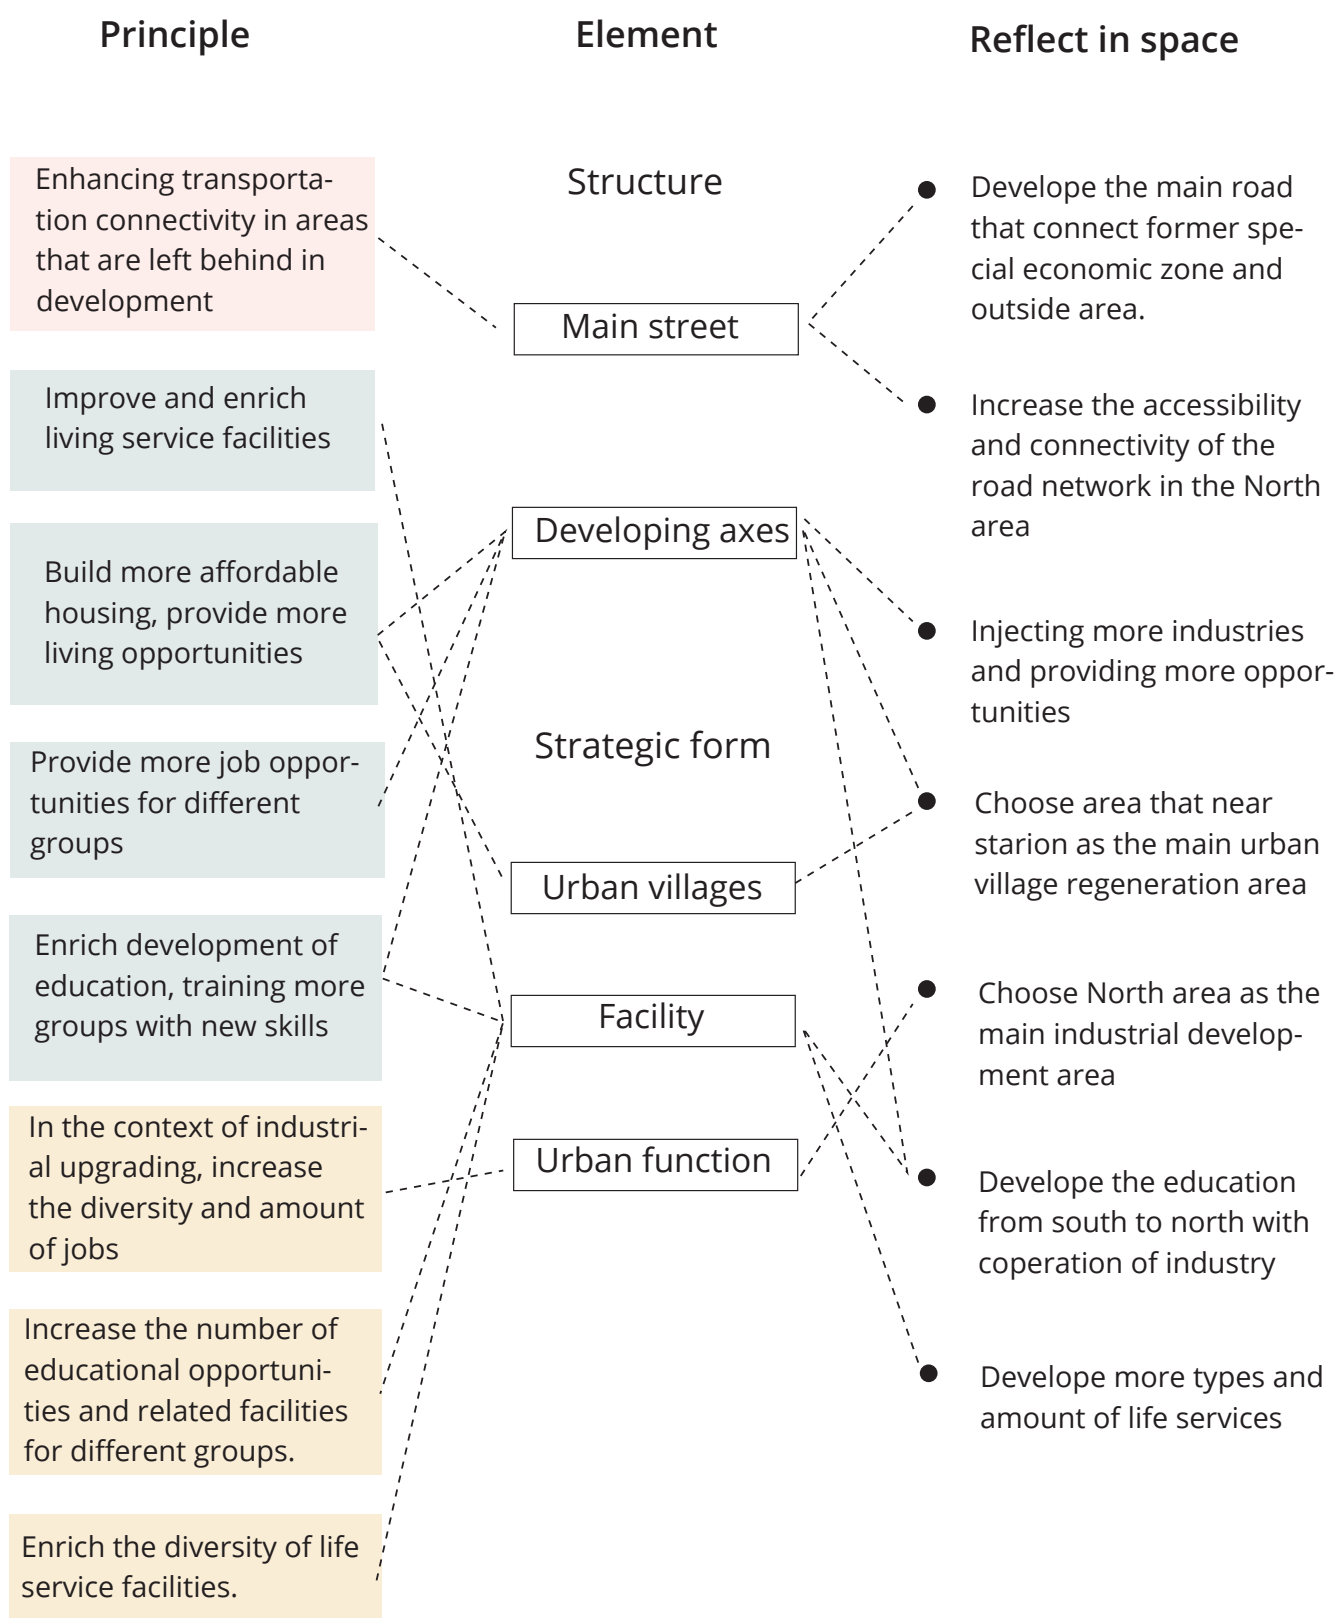 Principle
Enhancing transporta-
tion connectivity in areas
that are left behind in
development
Improve and enrich
living service facilities
Build more affordable
housing, provide more
living opportunities
Provide more job oppor-
tunities for different
groups
Enrich development of
education, training more
groups with new skills
In the context of industri-
al upgrading, increase
the diversity and amount
of jobs
Increase the number of
educational opportuni-
ties and related facilities
for different groups.
Enrich the diversity of life
service facilities.
Element
Structure
Main street
Developing axes
Strategic form
Urban villages
Facility
Urban function
Reflect in space
Develope the main road
that connect former spe-
cial economic zone and
outside area.
Increase the accessibility
and connectivity of the
road network in the North
area
Injecting more industries
and providing more oppor-
tunities
Choose area that near
starion as the main urban
village regeneration area
Choose North area as the
main industrial develop-
ment area
Develope the education
from south to north with
coperation of industry
Develope more types and
amount of life services